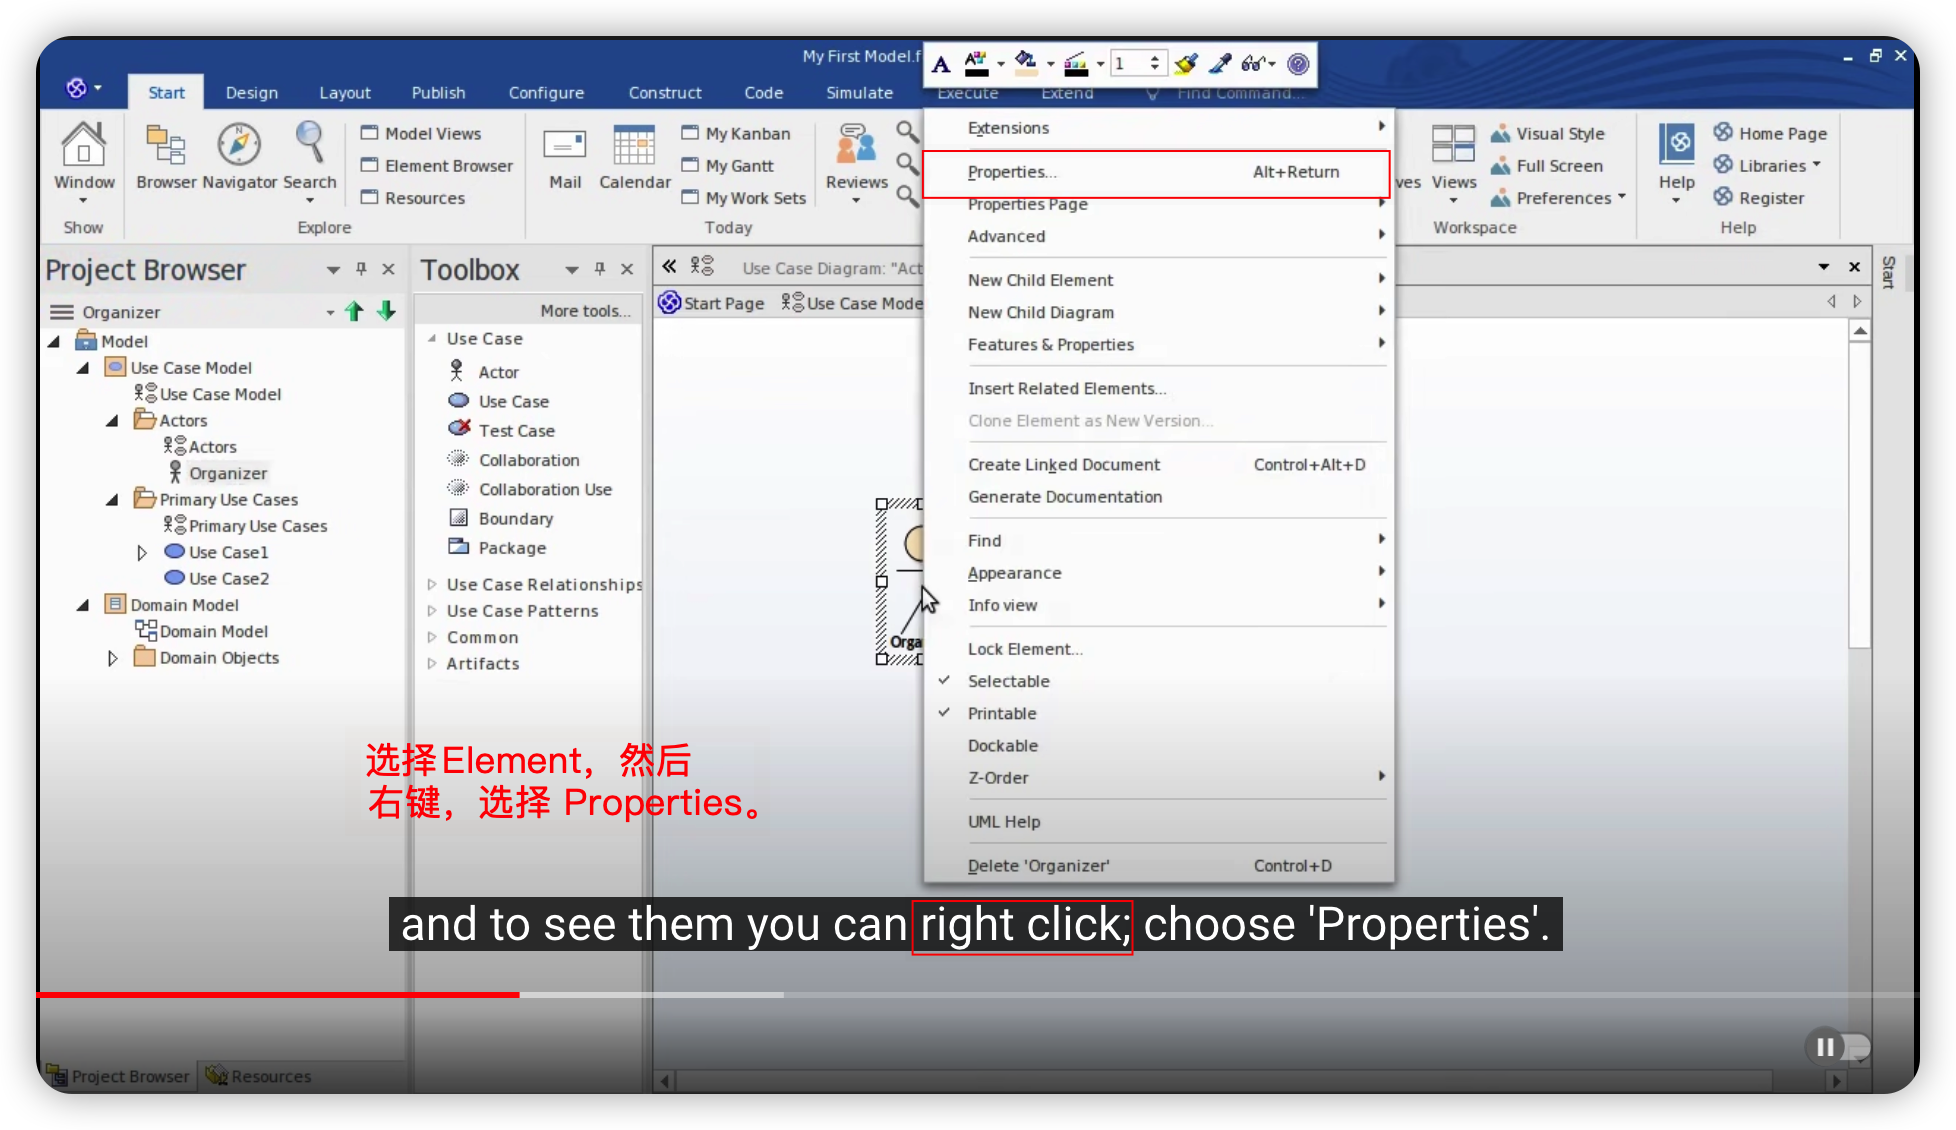 My First Model.f
1
Start
Design
Layout
Publish
Configure
Construct
Code
Simulate
Execute
Extend
Find Command...
Window
Show
Browser
Navigator
Search
Model Views
Element Browser
Resources
Explore
Mail
Calendar
My Kanban
My Gantt
My Work Sets
Today
Reviews
ves
Views
Visual Style
Full Screen
Preferences
Workspace
Help
Home Page
Libraries
Register
Help
Project Browser
Organizer
Model
Use Case Model
Use Case Model
Actors
Actors
Organizer
Primary Use Cases
Primary Use Cases
Use Case1
Use Case2
Domain Model
Domain Model
Domain Objects
Toolbox
More tools...
Use Case
Actor
Use Case
Test Case
Collaboration
Collaboration Use
Boundary
Package
Use Case Relationships
Use Case Patterns
Common
Artifacts
Use Case Diagram: "Act
Start Page
Use Case Mode
Start
Orga
Extensions
Properties... Alt+Return
Properties Page
Advanced
New Child Element
New Child Diagram
Features & Properties
Insert Related Elements...
Clone Element as New Version...
Create Linked Document Control+Alt+D
Generate Documentation
Find
Appearance
Info view
Lock Element...
Selectable
Printable
Dockable
Z-Order
UML Help
Delete 'Organizer' Control+D
选择Element，然后
右键，选择 Properties。
and to see them you can right click; choose 'Properties'.
Project Browser
Resources